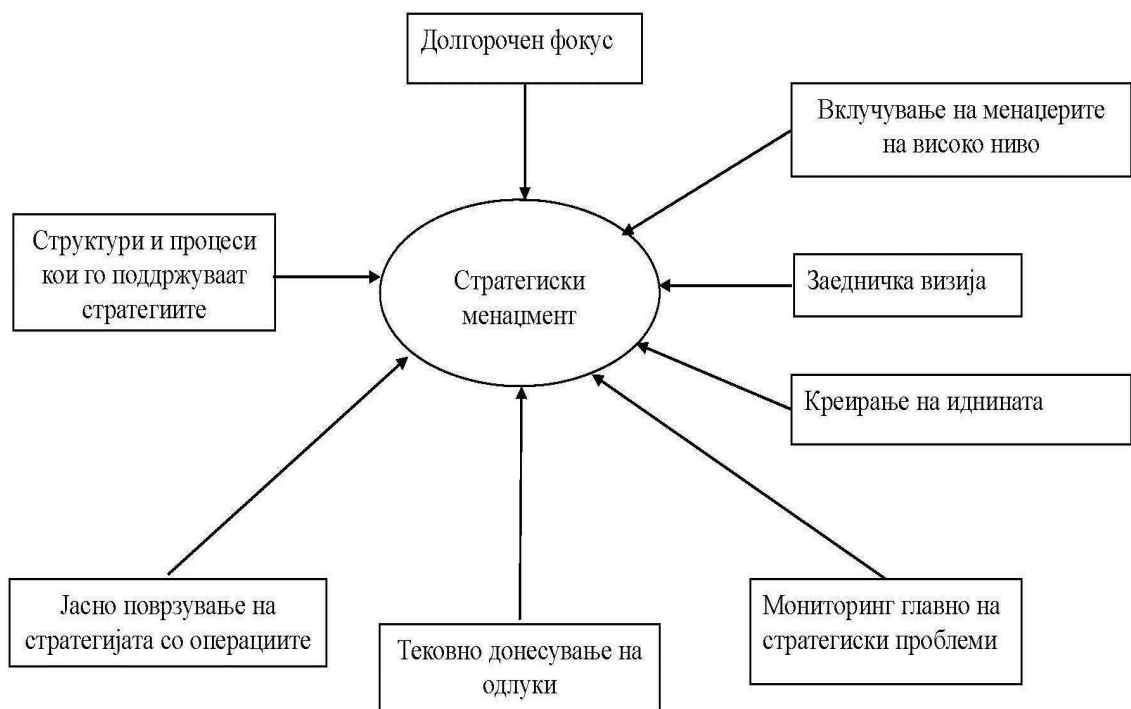 Долгорочен фокус
Вклучување на менаџерите
на високо ниво
Структури и процеси
кои го поддржуваат
стратегиите
Стратегиски
менаџмент
Заедничка визија
Креирање на иднината
Јасно поврзување на
стратегијата со операциите
Тековно донесување на
одлуки
Мониторинг главно на
стратегиски проблеми